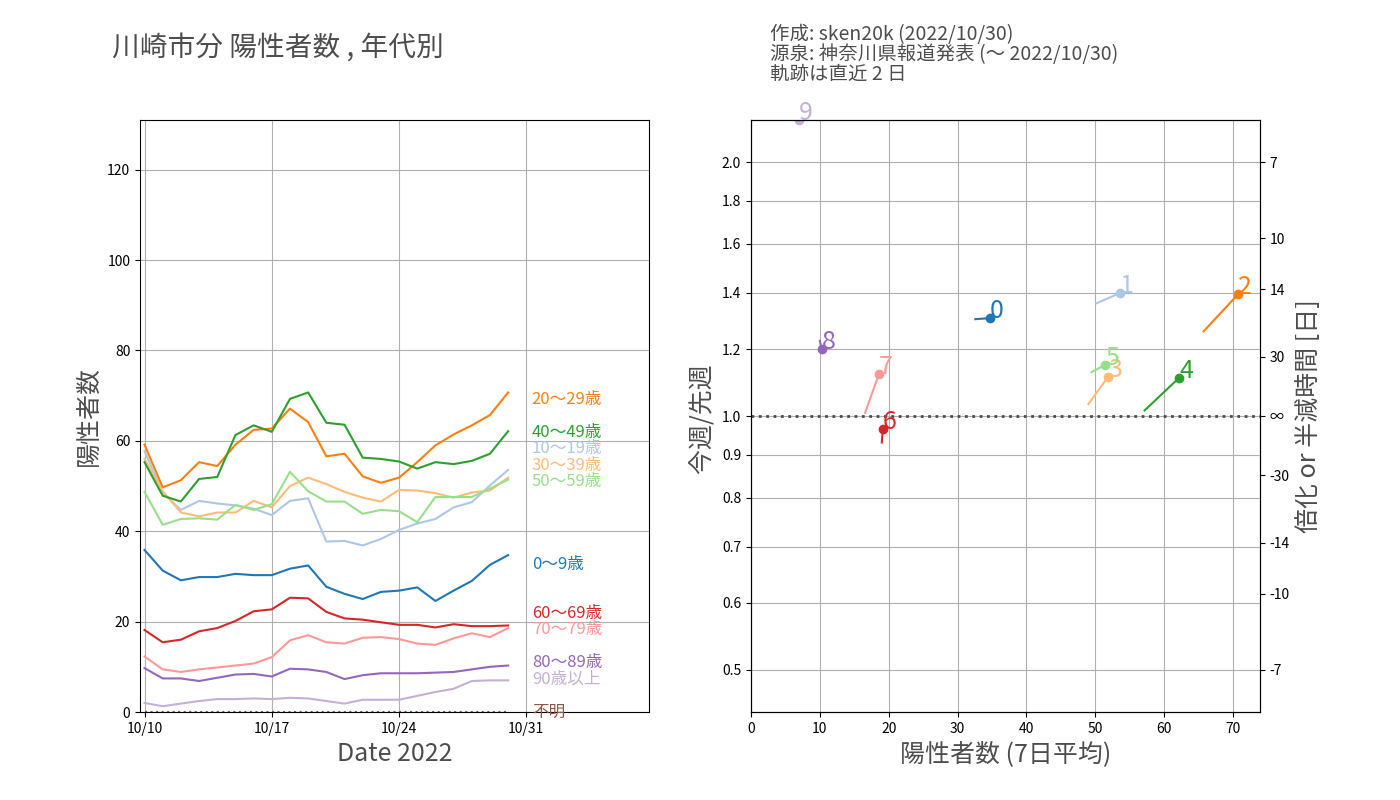 川崎市分 陽性者数 , 年代別
作成: sken20k (2022/10/30)
源泉: 神奈川県報道発表 (〜 2022/10/30)
軌跡は直近 2 日
陽性者数
120
100
80
60
40
20
0
10/10
10/17
10/24
10/31
Date 2022
20〜29歳
40〜49歳
10〜19歳
30〜39歳
50〜59歳
0〜9歳
60〜69歳
70〜79歳
80〜89歳
90歳以上
不明
今週/先週
2.0
1.8
1.6
1.4
1.2
1.0
0.9
0.8
0.7
0.6
0.5
9
1
2
0
8
7
5
3
4
6
0
10
20
30
40
50
60
70
陽性者数 (7日平均)
7
10
14
30
∞
-30
-14
-10
-7
倍化 or 半減時間 [日]